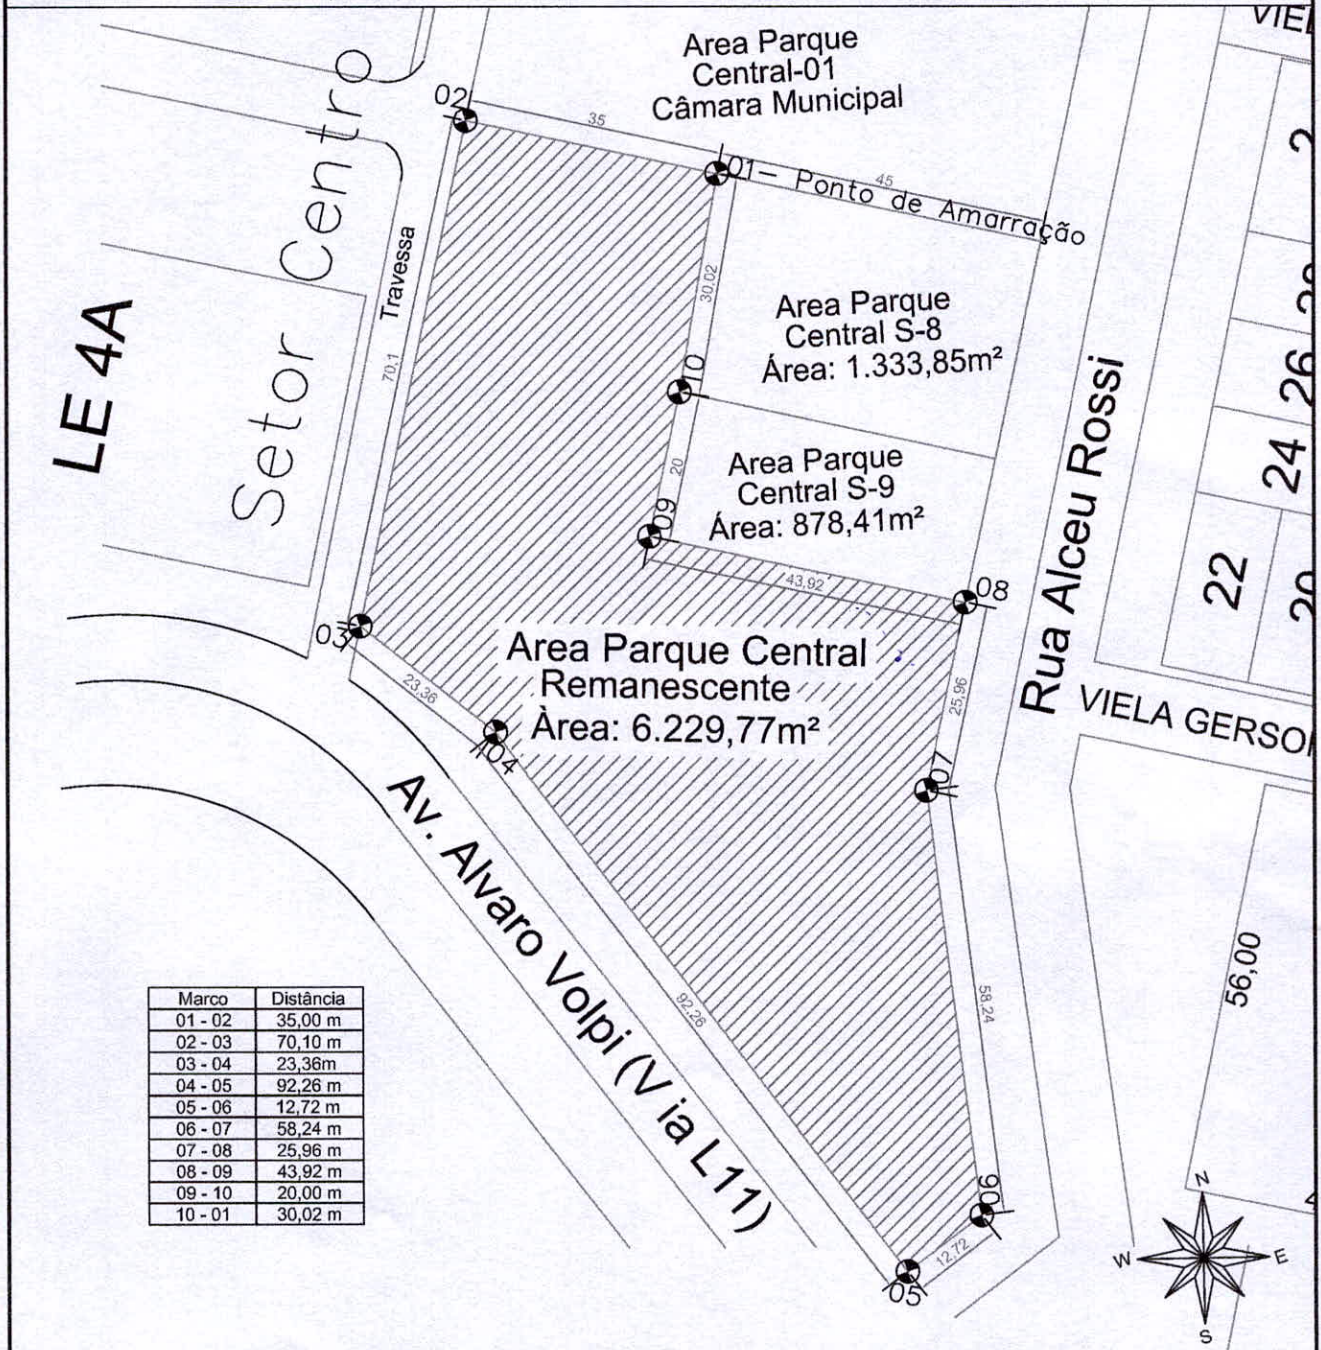 VIEL
Area Parque
Central-01
Câmara Municipal
02
35
01- Ponto de Amarração
45
Setor Centro
Travessa
LE 4A
70,1
30,02
Area Parque
Central S-8
Área: 1.333,85m²
10
20
Area Parque
Central S-9
Área: 878,41m²
09
43,92
08
Rua Alceu Rossi
26
24
22
20
03
23,36
04
Area Parque Central
Remanescente
Àrea: 6.229,77m²
25,96
07
VIELA GERSO
Av. Alvaro Volpi (V ia L11)
92,26
58,24
56,00
06
12,72
05
Marco Distância
01 - 02 35,00 m
02 - 03 70,10 m
03 - 04 23,36m
04 - 05 92,26 m
05 - 06 12,72 m
06 - 07 58,24 m
07 - 08 25,96 m
08 - 09 43,92 m
09 - 10 20,00 m
10 - 01 30,02 m
N
W
E
S